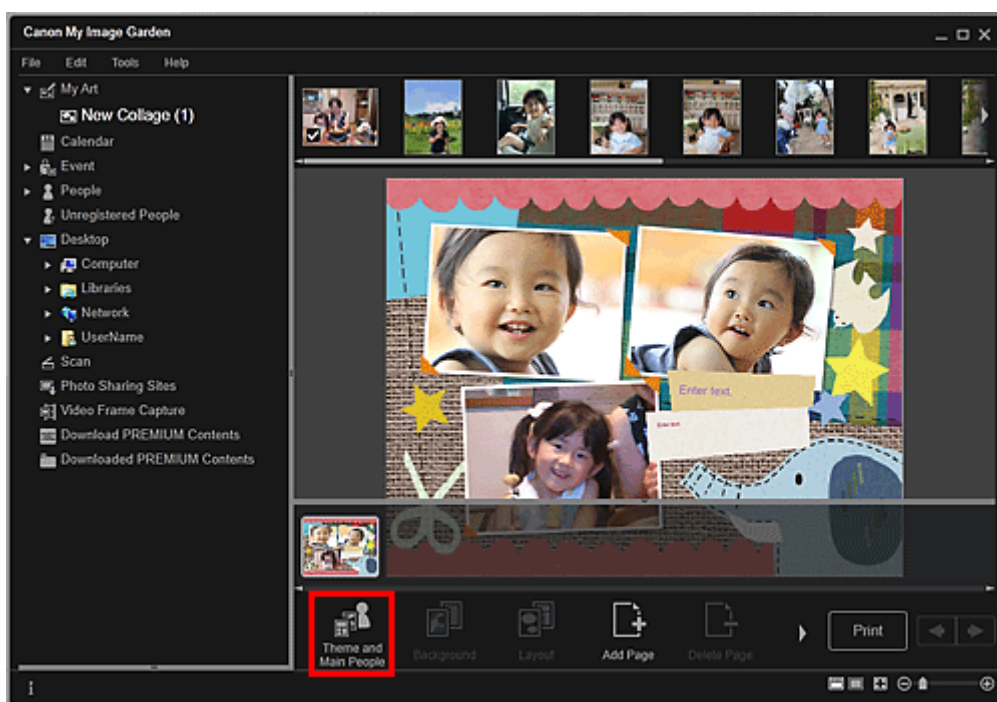 Canon My Image Garden
File Edit Tools Help
My Art
New Collage (1)
Calendar
Event
People
Unregistered People
Desktop
Computer
Libraries
Network
UserName
Scan
Photo Sharing Sites
Video Frame Capture
Download PREMIUM Contents
Downloaded PREMIUM Contents
Enter text.
Enter text.
Theme and
Main People
Background
Layout
Add Page
Delete Page
Print